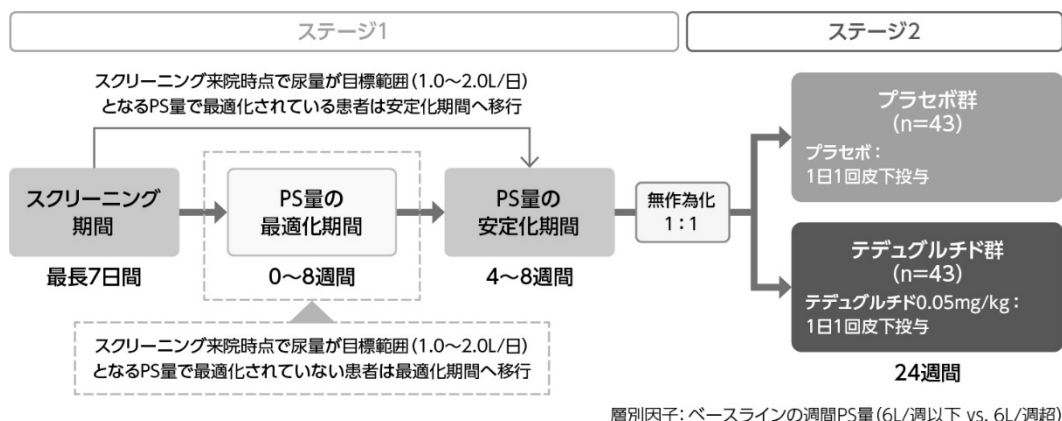 ステージ1
ステージ2
スクリーニング来院時点で尿量が目標範囲(1.0～2.0L/日)
となるPS量で最適化されている患者は安定化期間へ移行
スクリーニング
期間
最長7日間
PS量の
最適化期間
0～8週間
PS量の
安定化期間
4～8週間
無作為化
1：1
プラセボ群
(n=43)
プラセボ：
1日1回皮下投与
テデュグルチド群
(n=43)
テデュグルチド0.05mg/kg：
1日1回皮下投与
24週間
スクリーニング来院時点で尿量が目標範囲(1.0～2.0L/日)
となるPS量で最適化されていない患者は最適化期間へ移行
層別因子：ベースラインの週間PS量(6L/週以下 vs. 6L/週超)